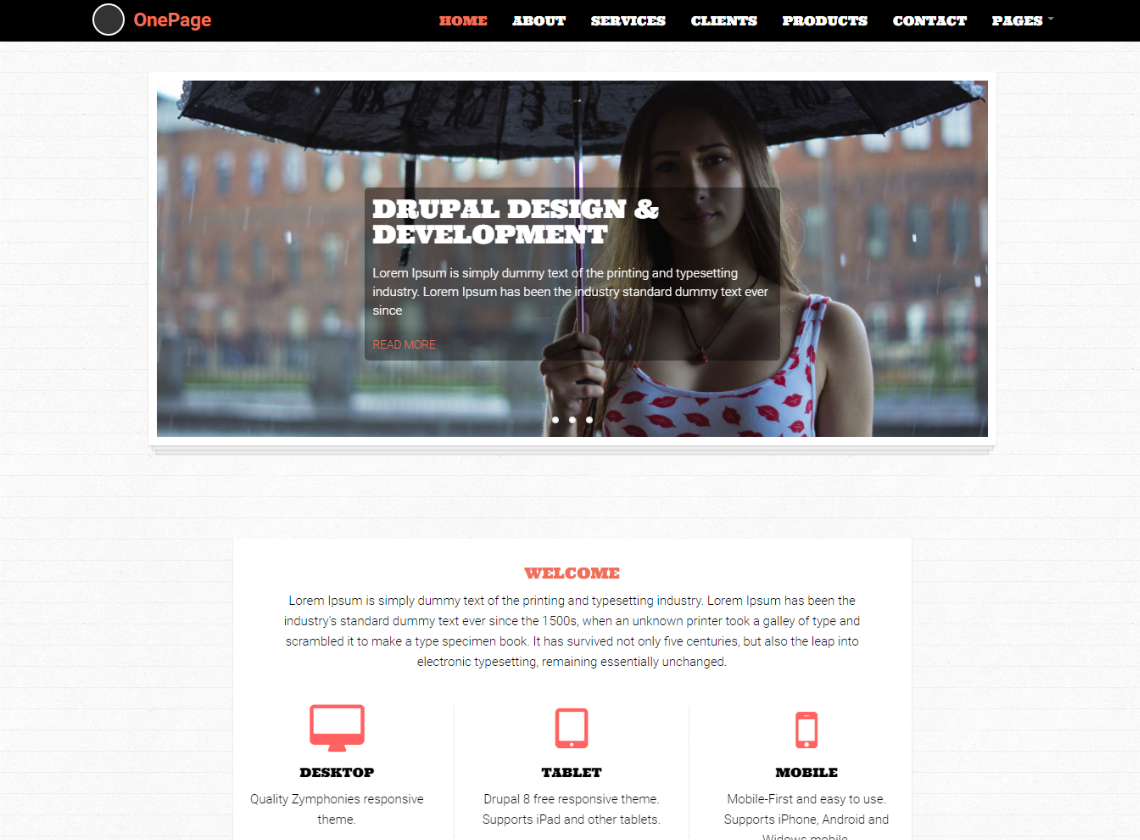 OnePage
HOME ABOUT SERVICES CLIENTS PRODUCTS CONTACT PAGES
DRUPAL DESIGN &
DEVELOPMENT
Lorem Ipsum is simply dummy text of the printing and typesetting
industry. Lorem Ipsum has been the industry standard dummy text ever
since
READ MORE
WELCOME
Lorem Ipsum is simply dummy text of the printing and typesetting industry. Lorem Ipsum has been the
industry's standard dummy text ever since the 1500s, when an unknown printer took a galley of type and
scrambled it to make a type specimen book. It has survived not only five centuries, but also the leap into
electronic typesetting, remaining essentially unchanged.
DESKTOP
Quality Zymphonies responsive
theme.
TABLET
Drupal 8 free responsive theme.
Supports iPad and other tablets.
MOBILE
Mobile-First and easy to use.
Supports iPhone, Android and
Widows mobile